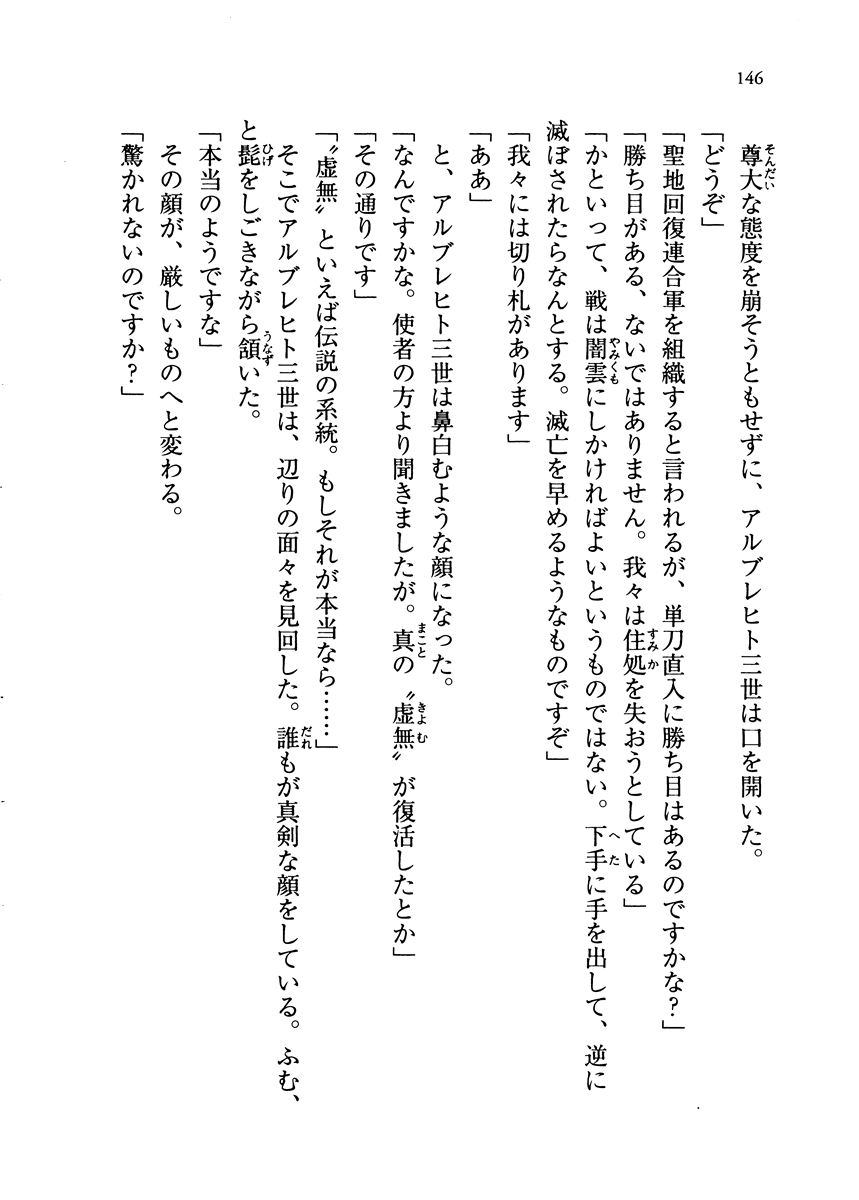 146
尊大な態度を崩そうともせずに、アルブレヒト三世は口を開いた。
「どうぞ」
「聖地回復連合軍を組織すると言われるが、単刀直入に勝ち目はあるのですかな？」
「勝ち目がある、ないではありません。我々は住処を失おうとしている」
「かといって、戦は闇雲にしかければよいというものではない。下手に手を出して、逆に
滅ぼされたらなんとする。滅亡を早めるようなものですぞ」
「我々には切り札があります」
「ああ」
と、アルブレヒト三世は鼻白むような顔になった。
「なんですかな。使者の方より聞きましたが。真の〝虚無〟が復活したとか」
「その通りです」
「〝虚無〟といえば伝説の系統。もしそれが本当なら……」
そこでアルブレヒト三世は、辺りの面々を見回した。誰もが真剣な顔をしている。ふむ、
と髭をしごきながら頷いた。
「本当のようですな」
その顔が、厳しいものへと変わる。
「驚かれないのですか？」